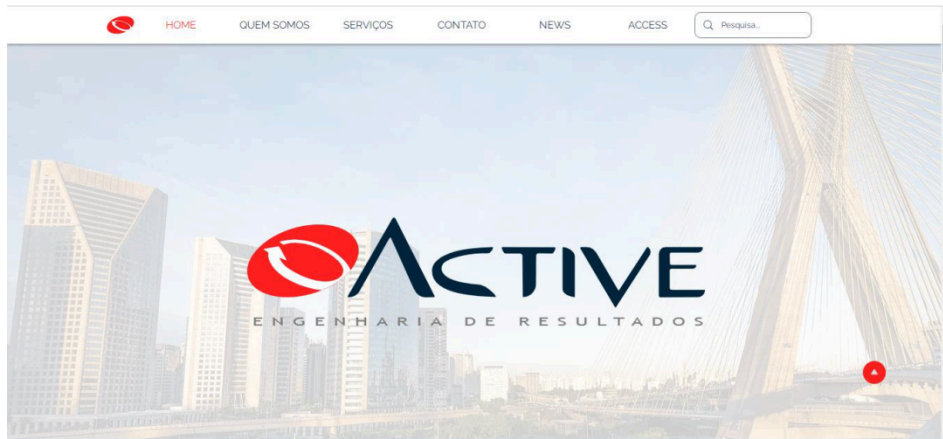 HOME QUEM SOMOS SERVIÇOS CONTATO NEWS ACCESS Pesquisa...
ACTIVE
ENGENHARIA DE RESULTADOS